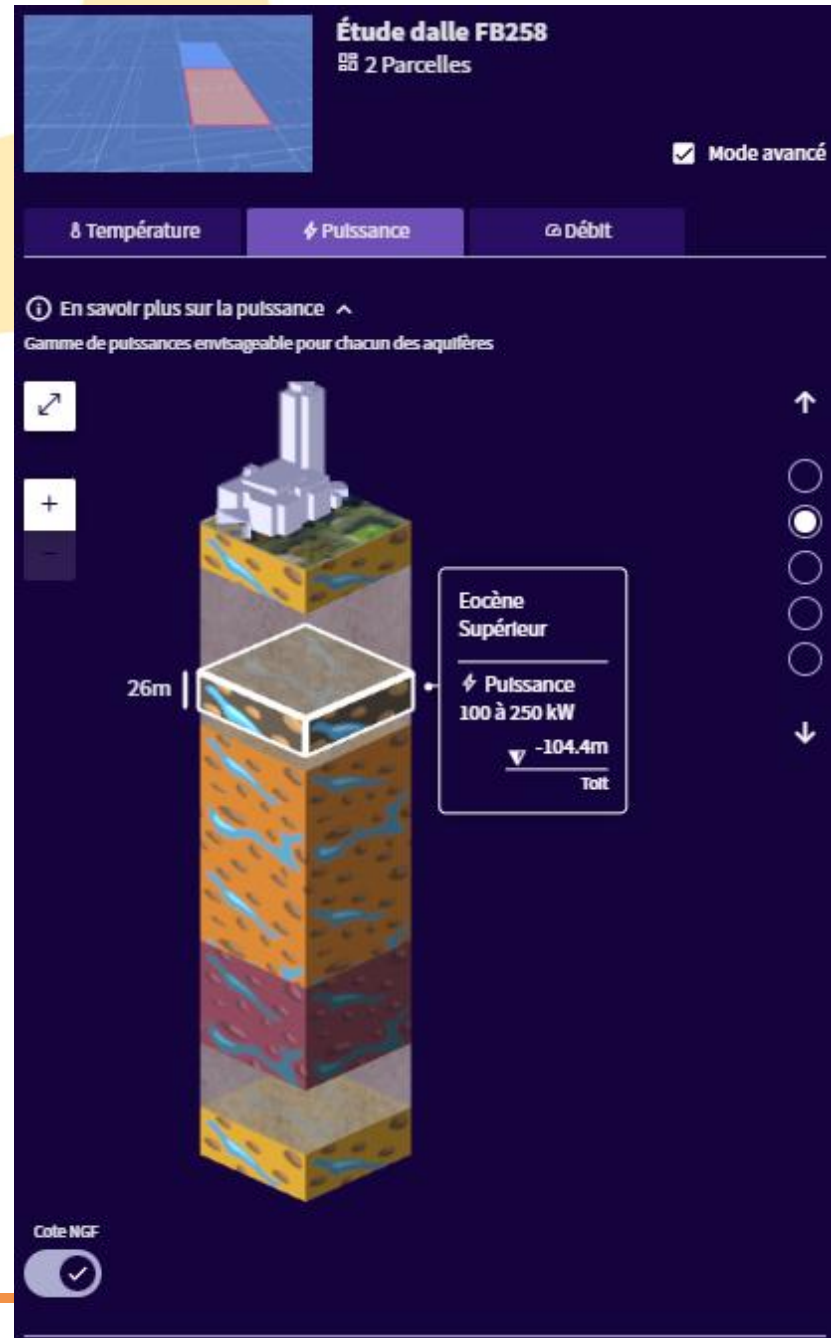 Étude dalle FB258
2 Parcelles
Mode avancé
Température
Puissance
Débit
En savoir plus sur la puissance
Gamme de puissances envisageable pour chacun des aquifères
+
-
26m
Eocène
Supérieur
Puissance
100 à 250 kW
-104.4m
Toit
Cote NGF